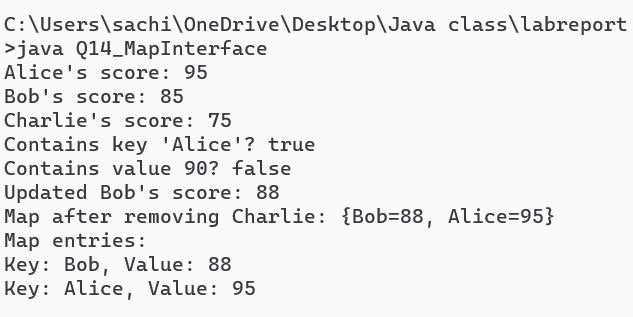 C:\Users\sachi\OneDrive\Desktop\Java class\labreport
>java Q14_MapInterface
Alice's score: 95
Bob's score: 85
Charlie's score: 75
Contains key 'Alice'? true
Contains value 90? false
Updated Bob's score: 88
Map after removing Charlie: {Bob=88, Alice=95}
Map entries:
Key: Bob, Value: 88
Key: Alice, Value: 95